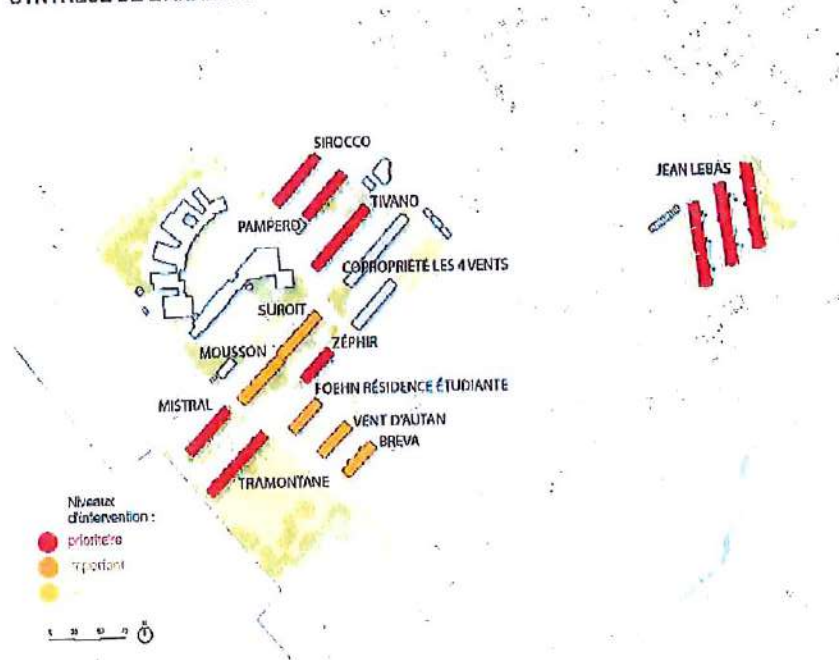 SIROCCO
JEAN LEBAS
TIVANO
PAMPERO
COPROPRIÉTÉ LES 4 VENTS
SUROIT
ZÉPHIR
MOUSSON
FOEHN RÉSIDENCE ÉTUDIANTE
MISTRAL
VENT D'AUTAN
BREVA
TRAMONTANE
Niveaux
d'intervention :
prioritaire
important